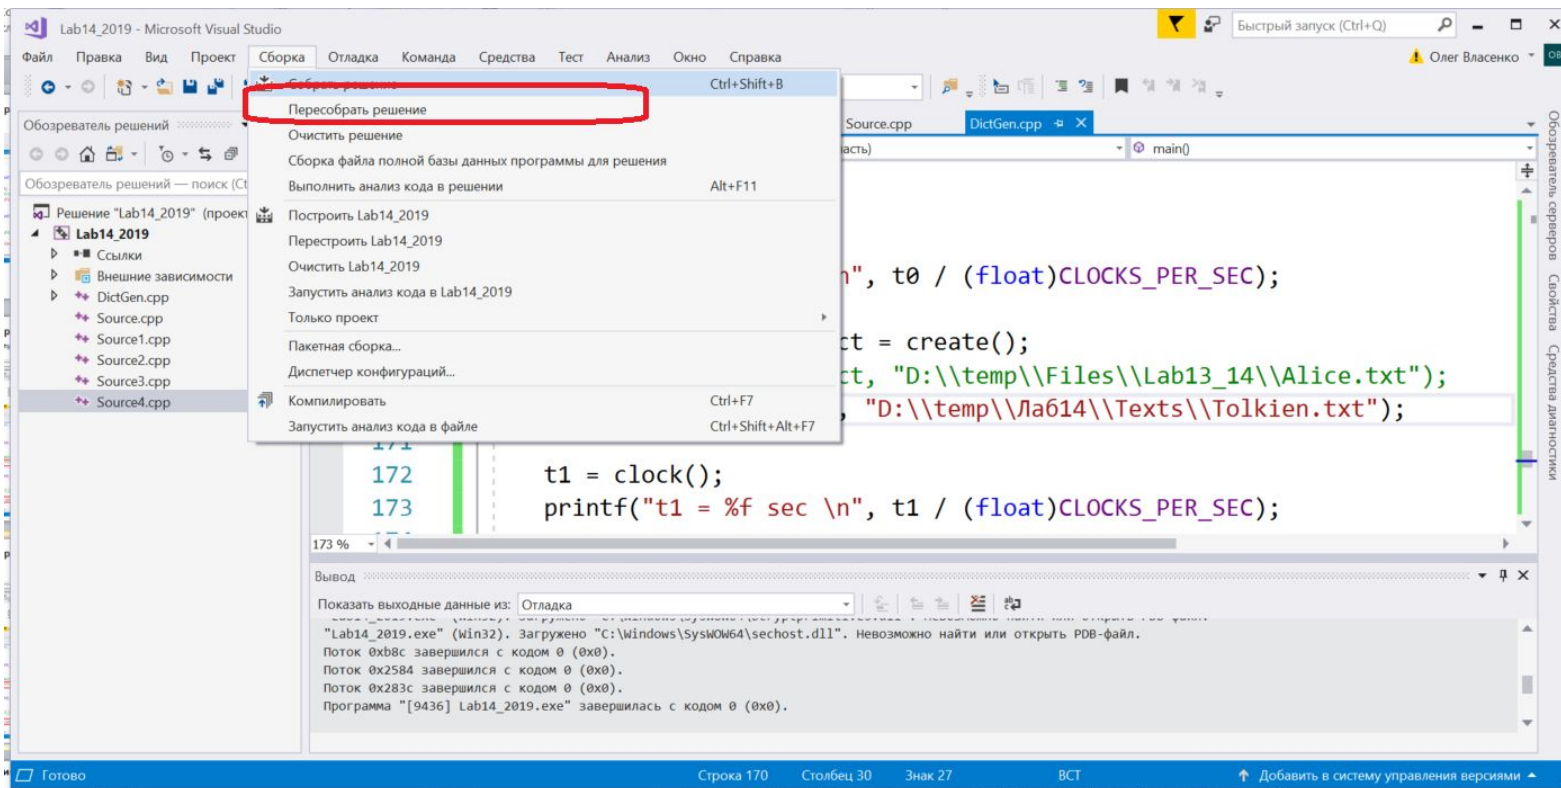 Lab14_2019 - Microsoft Visual Studio
Быстрый запуск (Ctrl+Q)
Файл Правка Вид Проект Сборка Отладка Команда Средства Тест Анализ Окно Справка
Олег Власенко
ОВ
Собрать решение Ctrl+Shift+B
Пересобрать решение
Очистить решение
Сборка файла полной базы данных программы для решения
Выполнить анализ кода в решении Alt+F11
Построить Lab14_2019
Перестроить Lab14_2019
Очистить Lab14_2019
Запустить анализ кода в Lab14_2019
Только проект
Пакетная сборка...
Диспетчер конфигураций...
Компилировать Ctrl+F7
Запустить анализ кода в файле Ctrl+Shift+Alt+F7
Обозреватель решений
Обозреватель решений — поиск (Ct
Решение "Lab14_2019" (проект
Lab14_2019
Ссылки
Внешние зависимости
DictGen.cpp
Source.cpp
Source1.cpp
Source2.cpp
Source3.cpp
Source4.cpp
Source.cpp DictGen.cpp
асть) main()
n", t0 / (float)CLOCKS_PER_SEC);
ct = create();
ct, "D:\\temp\\Files\\Lab13_14\\Alice.txt");
, "D:\\temp\\Лаб14\\Texts\\Tolkien.txt");
171
172 t1 = clock();
173 printf("t1 = %f sec \n", t1 / (float)CLOCKS_PER_SEC);
173 %
Вывод
Показать выходные данные из: Отладка
"Lab14_2019.exe" (Win32). Загружено "C:\Windows\SysWOW64\sechost.dll". Невозможно найти или открыть PDB-файл.
Поток 0xb8c завершился с кодом 0 (0x0).
Поток 0x2584 завершился с кодом 0 (0x0).
Поток 0x283c завершился с кодом 0 (0x0).
Программа "[9436] Lab14_2019.exe" завершилась с кодом 0 (0x0).
Обозреватель серверов
Свойства
Средства диагностики
Готово Строка 170 Столбец 30 Знак 27 ВСТ Добавить в систему управления версиями